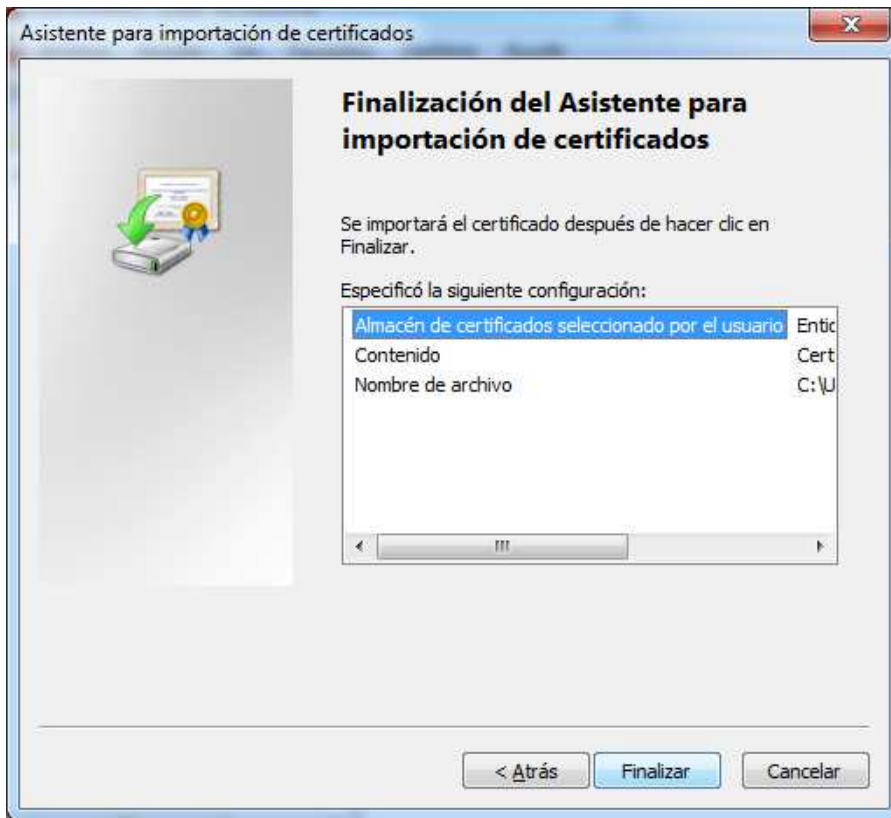 Asistente para importación de certificados
Finalización del Asistente para
importación de certificados
Se importará el certificado después de hacer clic en
Finalizar.
Especificó la siguiente configuración:
Almacén de certificados seleccionado por el usuario Entic
Contenido Cert
Nombre de archivo C:\U
< Atrás Finalizar Cancelar